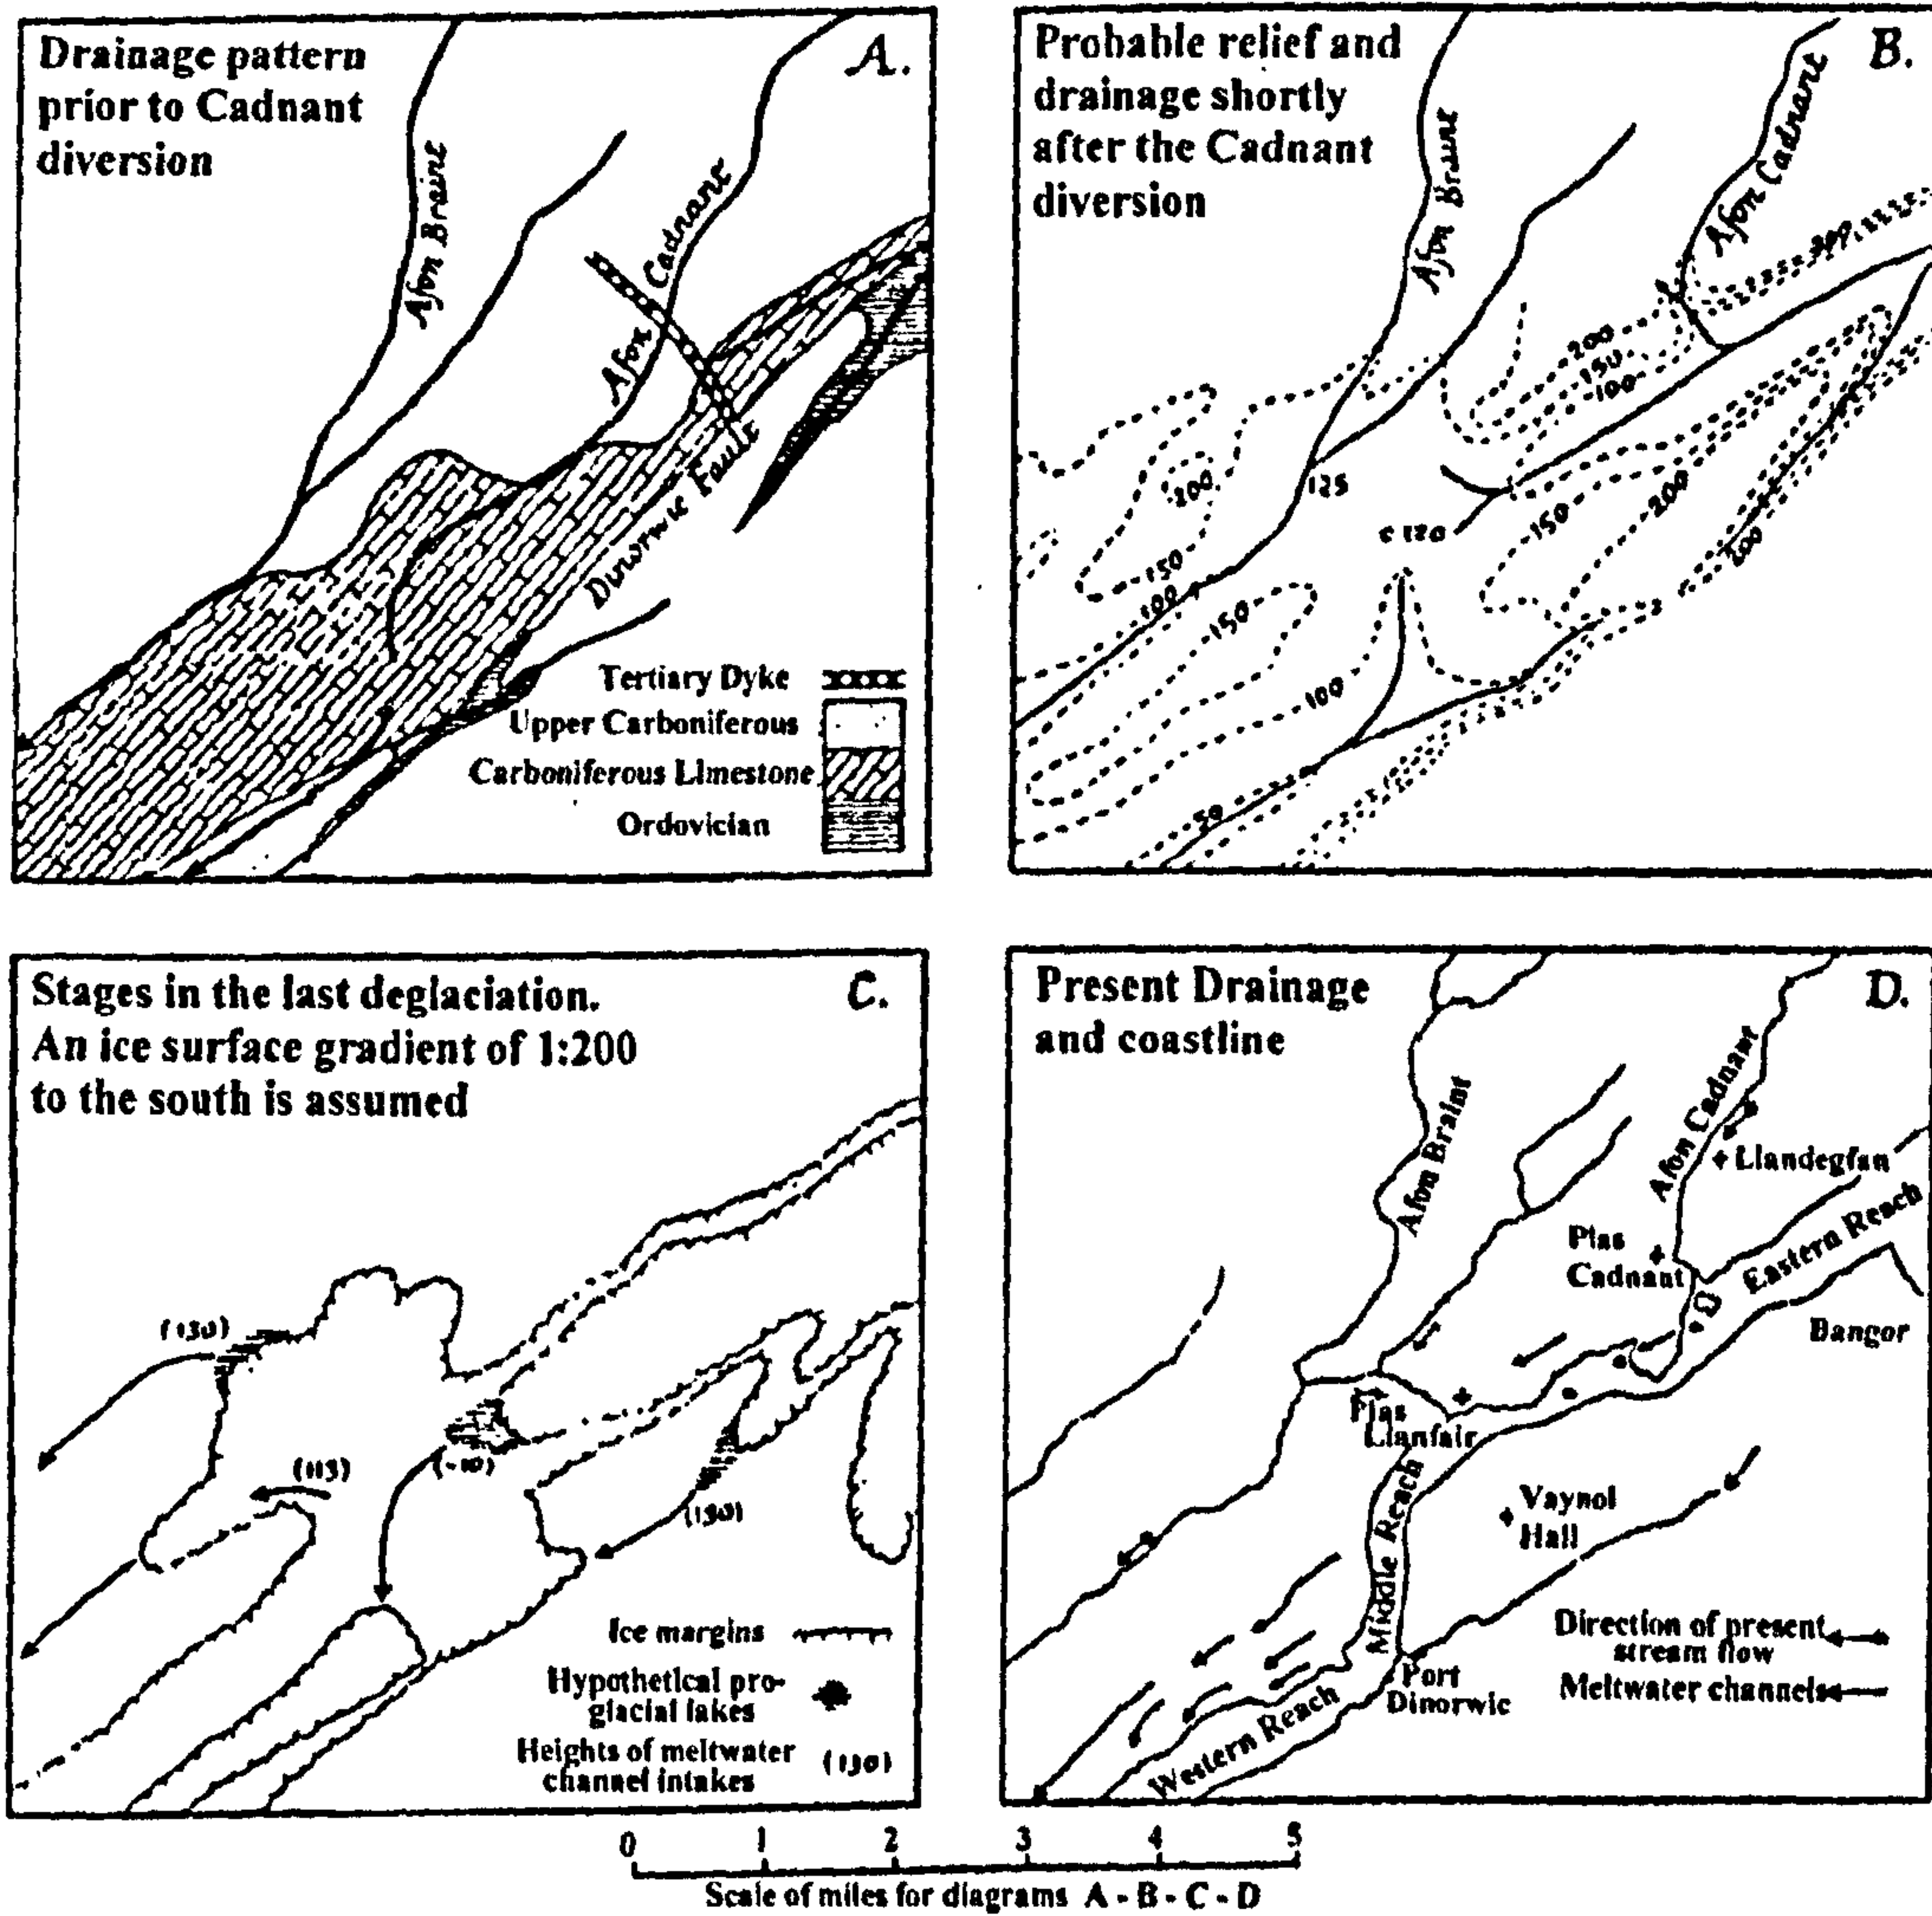 Drainage pattern
prior to Cadnant
diversion
A.
Afon Braint
Afon Cadnant
Dinorwic Fault
Tertiary Dyke
Upper Carboniferous
Carboniferous Limestone
Ordovician
Probable relief and
drainage shortly
after the Cadnant
diversion
B.
Afon Braint
Afon Cadnant
200
200
150
100
200
125
c 120
150
200
200
150
100
150
100
50
Stages in the last deglaciation.
An ice surface gradient of 1:200
to the south is assumed
C.
(130)
(113)
(-10)
(130)
Ice margins
Hypothetical pro-
glacial lakes
Heights of meltwater
channel intakes
(130)
Present Drainage
and coastline
D.
Afon Braint
Afon Cadnant
Llandegfan
Plas
Cadnant
Eastern Reach
Bangor
Plas
Llanfair
Middle Reach
Vaynol
Hall
Direction of present
stream flow
Meltwater channels
Port
Dinorwic
Western Reach
0 1 2 3 4 5
Scale of miles for diagrams A - B - C - D